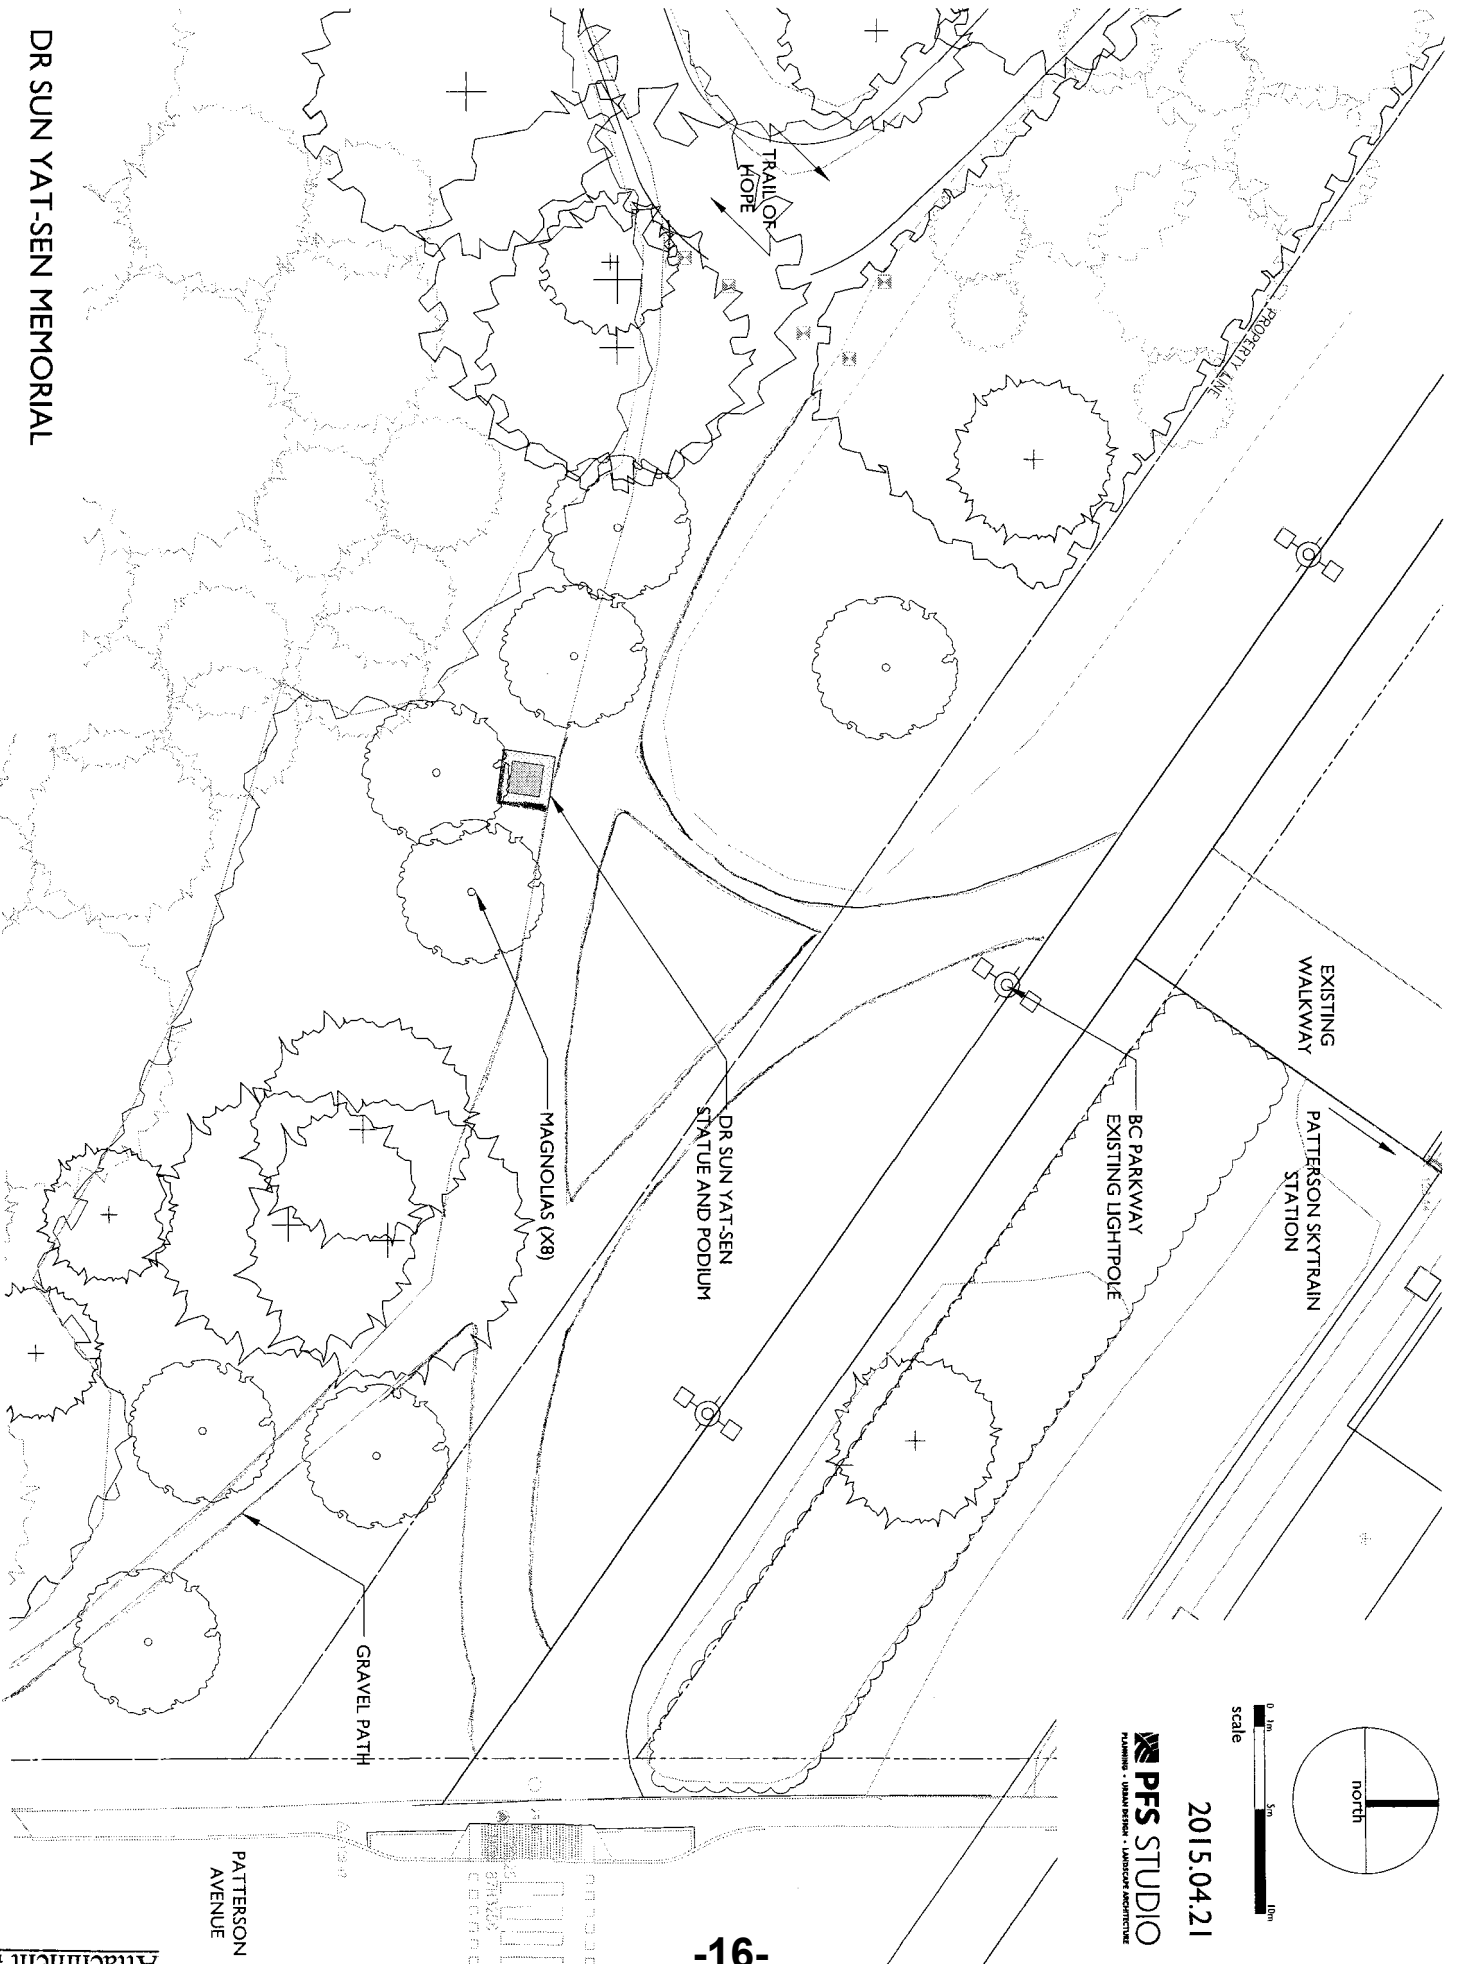 TRAIL OF
HOPE
PROPERTY LINE
EXISTING
WALKWAY
PATTERSON SKYTRAIN
STATION
BC PARKWAY
EXISTING LIGHTPOLE
DR SUN YAT-SEN
STATUE AND PODIUM
MAGNOLIAS (X8)
GRAVEL PATH
PATTERSON
AVENUE
north
0 1m 5m 10m
scale
2015.04.21
PFS STUDIO
PLANNING • URBAN DESIGN • LANDSCAPE ARCHITECTURE
DR SUN YAT-SEN MEMORIAL
-16-
Attachment